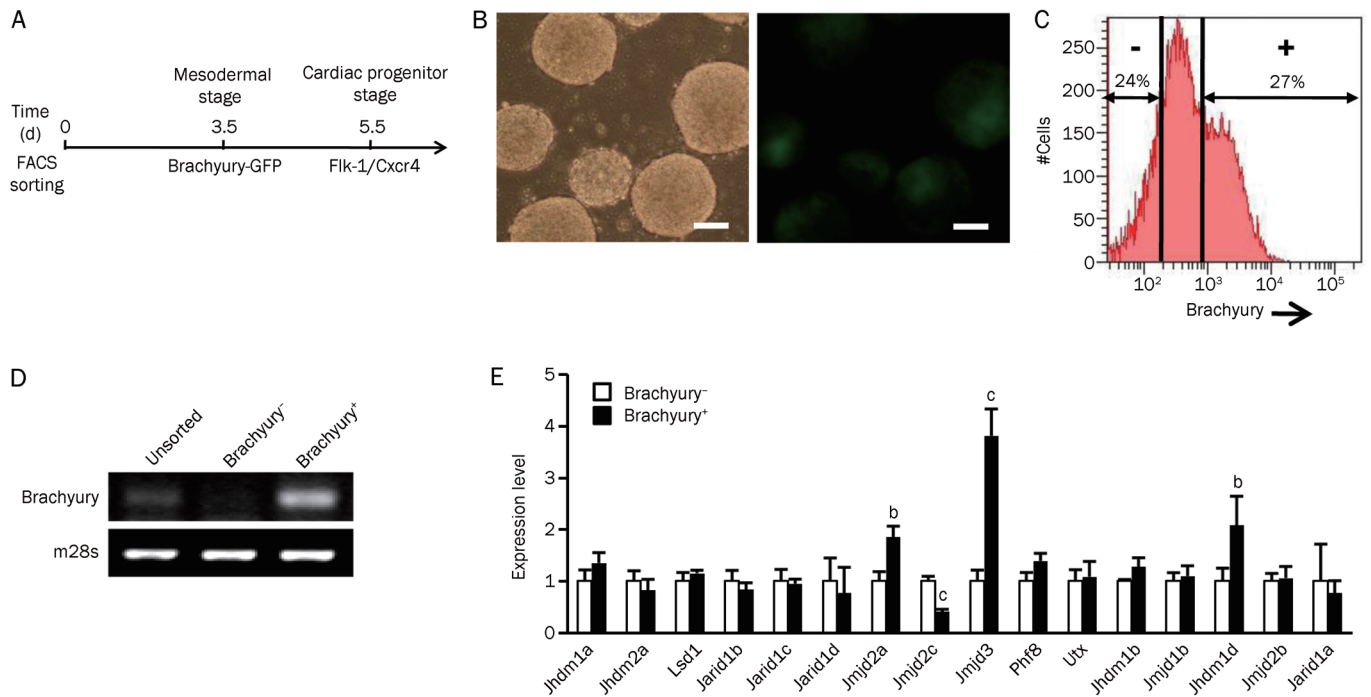 A
Mesodermal
stage
Cardiac progenitor
stage
Time
(d)
0
3.5
5.5
FACS
sorting
Brachyury-GFP
Flk-1/Cxcr4
B
C
#Cells
250
200
150
100
50
0
-
24%
+
27%
10²
10³
10⁴
10⁵
Brachyury
D
Unsorted
Brachyury⁻
Brachyury⁺
Brachyury
m28s
E
Expression level
5
4
3
2
1
0
Brachyury⁻
Brachyury⁺
b
c
c
b
Jhdm1a
Jhdm2a
Lsd1
Jarid1b
Jarid1c
Jarid1d
Jmjd2a
Jmjd2c
Jmjd3
Phf8
Utx
Jhdm1b
Jmjd1b
Jhdm1d
Jmjd2b
Jarid1a